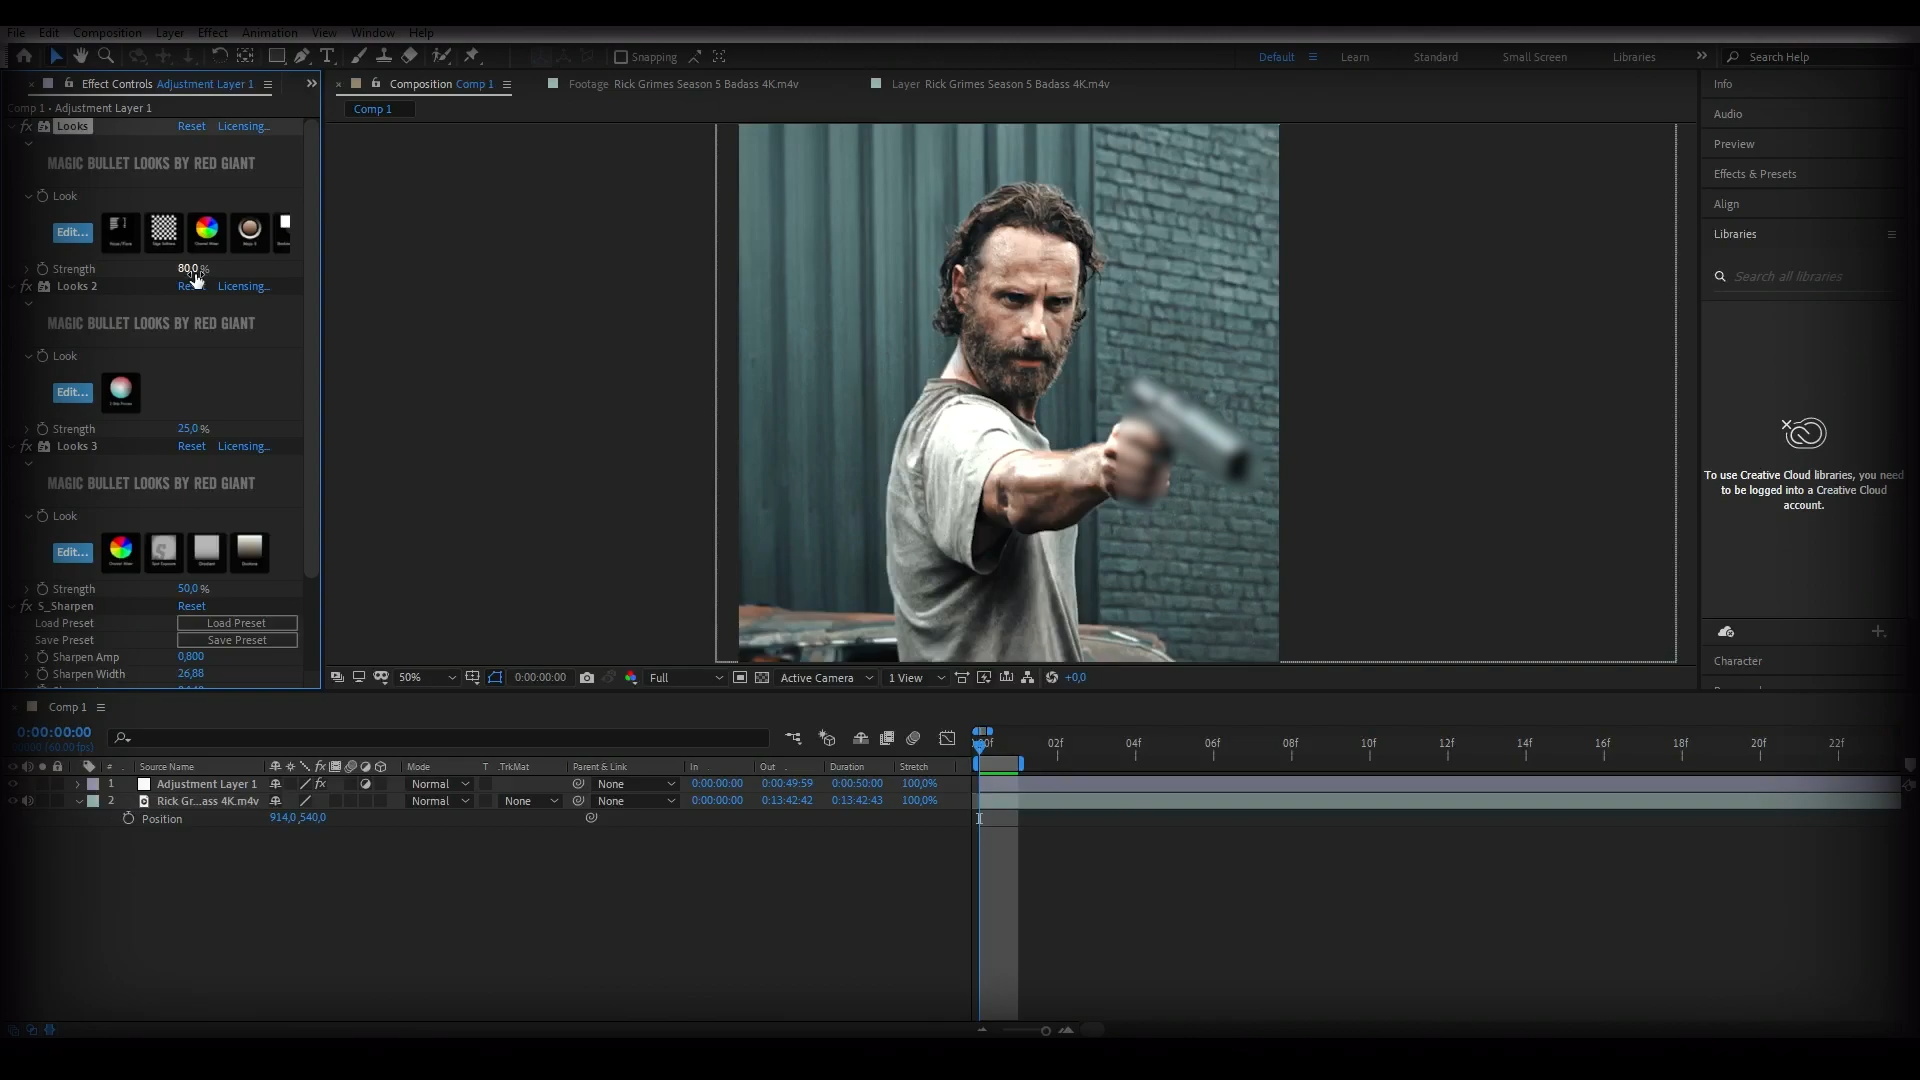 File Edit Composition Layer Effect Animation View Window Help
Snapping
Default Learn Standard Small Screen Libraries Search Help
Effect Controls Adjustment Layer 1
Composition Comp 1
Footage Rick Grimes Season 5 Badass 4K.m4v
Layer Rick Grimes Season 5 Badass 4K.m4v
Comp 1 • Adjustment Layer 1
Comp 1
fx Looks Reset Licensing...
MAGIC BULLET LOOKS BY RED GIANT
Look
Edit...
Strength 80,0 %
fx Looks 2 Licensing...
MAGIC BULLET LOOKS BY RED GIANT
Look
Edit...
Strength 25,0 %
fx Looks 3 Reset Licensing...
MAGIC BULLET LOOKS BY RED GIANT
Look
Edit...
Strength 50,0 %
fx S_Sharpen Reset
Load Preset Load Preset
Save Preset Save Preset
Sharpen Amp 0,800
Sharpen Width 26,88
50% 0:00:00:00 Full Active Camera 1 View +0,0
Info
Audio
Preview
Effects & Presets
Align
Libraries
Search all libraries
To use Creative Cloud libraries, you need
to be logged into a Creative Cloud
account.
Character
Comp 1
0:00:00:00
00000 (60.00 fps)
# Source Name fx Mode T .TrkMat Parent & Link In Out Duration Stretch
02f 04f 06f 08f 10f 12f 14f 16f 18f 20f 22f
1 Adjustment Layer 1 fx Normal None 0:00:00:00 0:00:49:59 0:00:50:00 100,0%
2 Rick Gr...ass 4K.m4v Normal None None 0:00:00:00 0:13:42:42 0:13:42:43 100,0%
Position 914,0 ,540,0